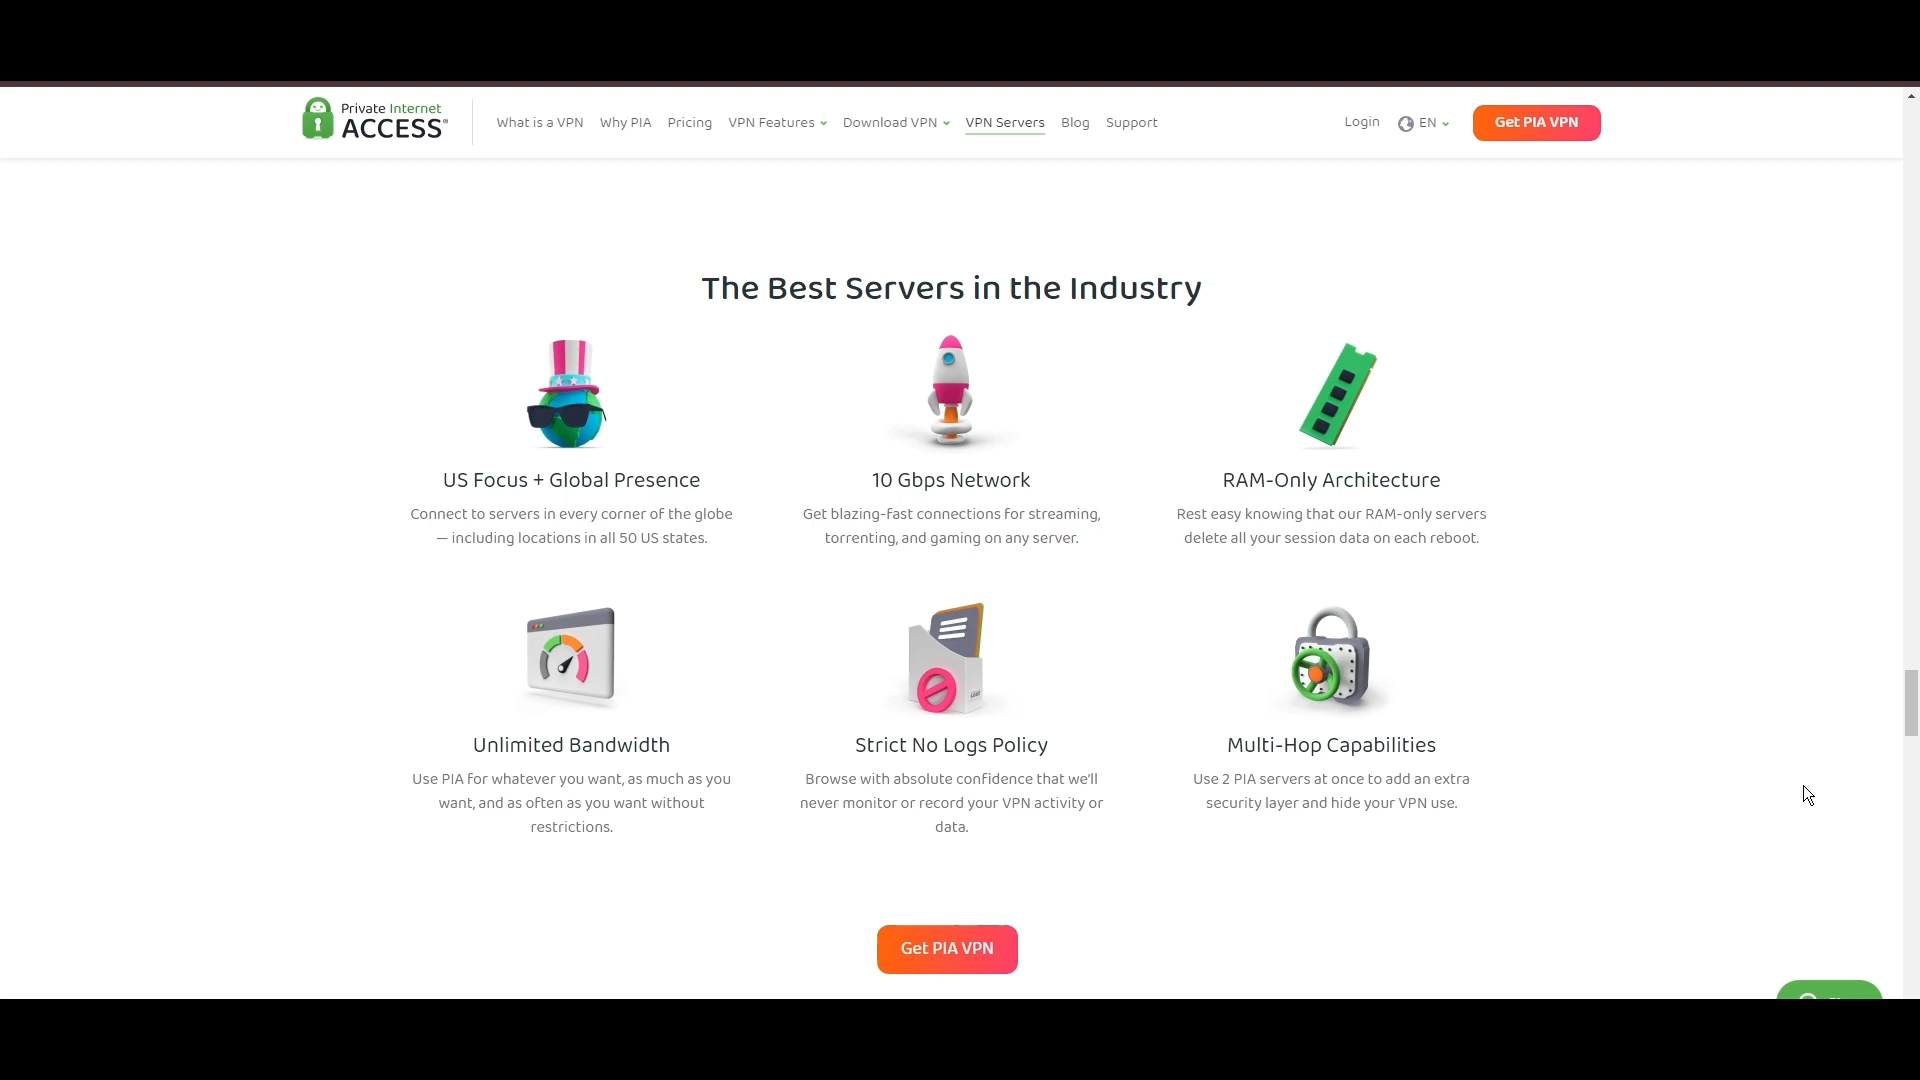 Private Internet
ACCESS®
What is a VPN
Why PIA
Pricing
VPN Features
Download VPN
VPN Servers
Blog
Support
Login
EN
Get PIA VPN
The Best Servers in the Industry
US Focus + Global Presence
Connect to servers in every corner of the globe
— including locations in all 50 US states.
10 Gbps Network
Get blazing-fast connections for streaming,
torrenting, and gaming on any server.
RAM-Only Architecture
Rest easy knowing that our RAM-only servers
delete all your session data on each reboot.
Unlimited Bandwidth
Use PIA for whatever you want, as much as you
want, and as often as you want without
restrictions.
Strict No Logs Policy
Browse with absolute confidence that we'll
never monitor or record your VPN activity or
data.
Multi-Hop Capabilities
Use 2 PIA servers at once to add an extra
security layer and hide your VPN use.
Get PIA VPN